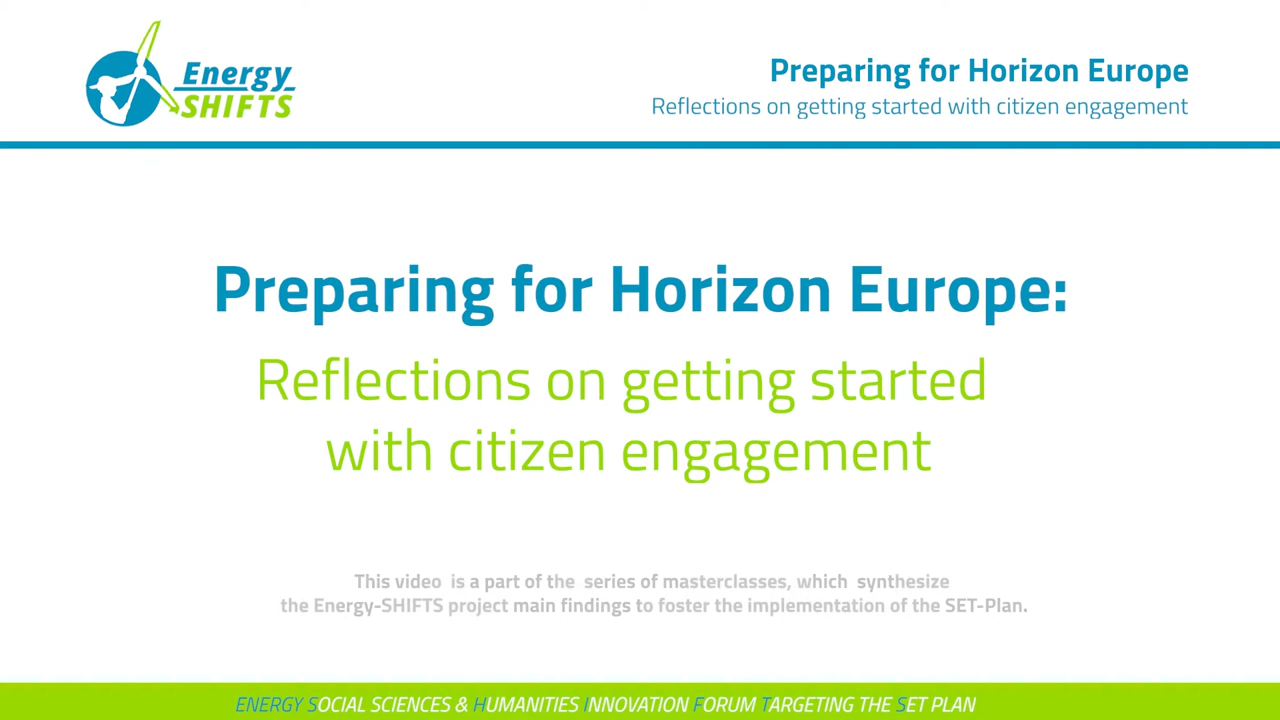 Energy
SHIFTS
Preparing for Horizon Europe
Reflections on getting started with citizen engagement
Preparing for Horizon Europe:
Reflections on getting started
with citizen engagement
This video is a part of the series of masterclasses, which synthesize
the Energy-SHIFTS project main findings to foster the implementation of the SET-Plan.
ENERGY SOCIAL SCIENCES & HUMANITIES INNOVATION FORUM TARGETING THE SET PLAN